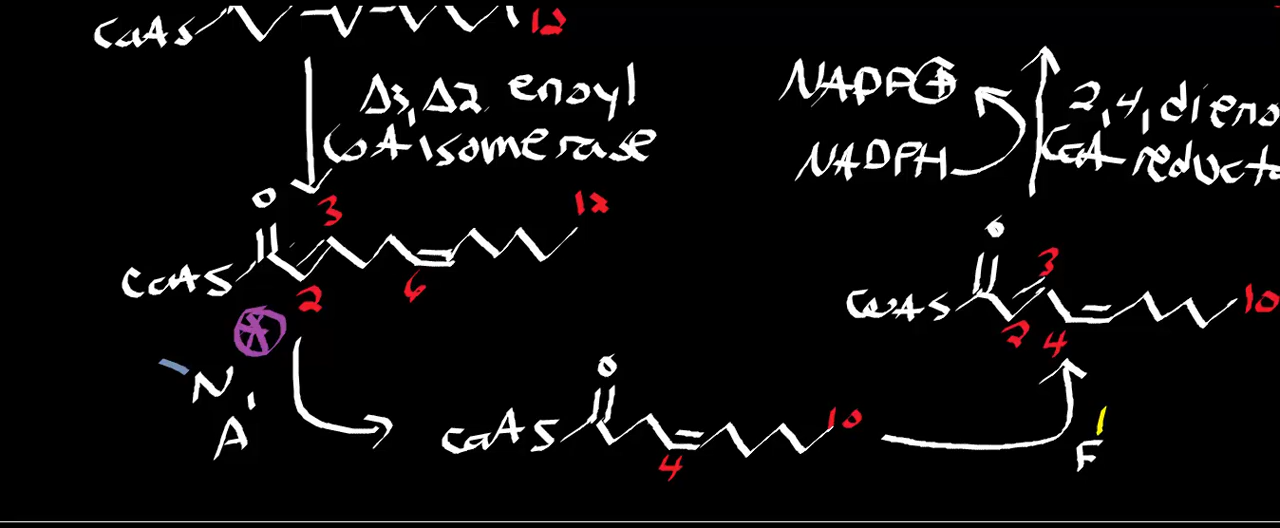 CoAS 12
Δ3,Δ2 enoyl
CoA isomerase
O
3 12
CoAS
2 6
N,
A
O
CoAS 10
4
NADP+
NADPH
2,4, dieno
CoA reducta
O
3
CoAS 10
2 4
F